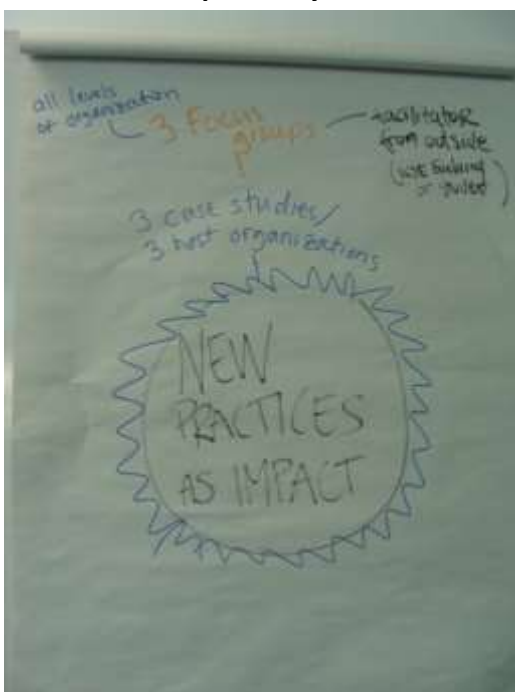 all levels
of organization
3 Focus
groups
facilitator
from outside
3 case studies/
3 host organizations
NEW
PRACTICES
AS IMPACT